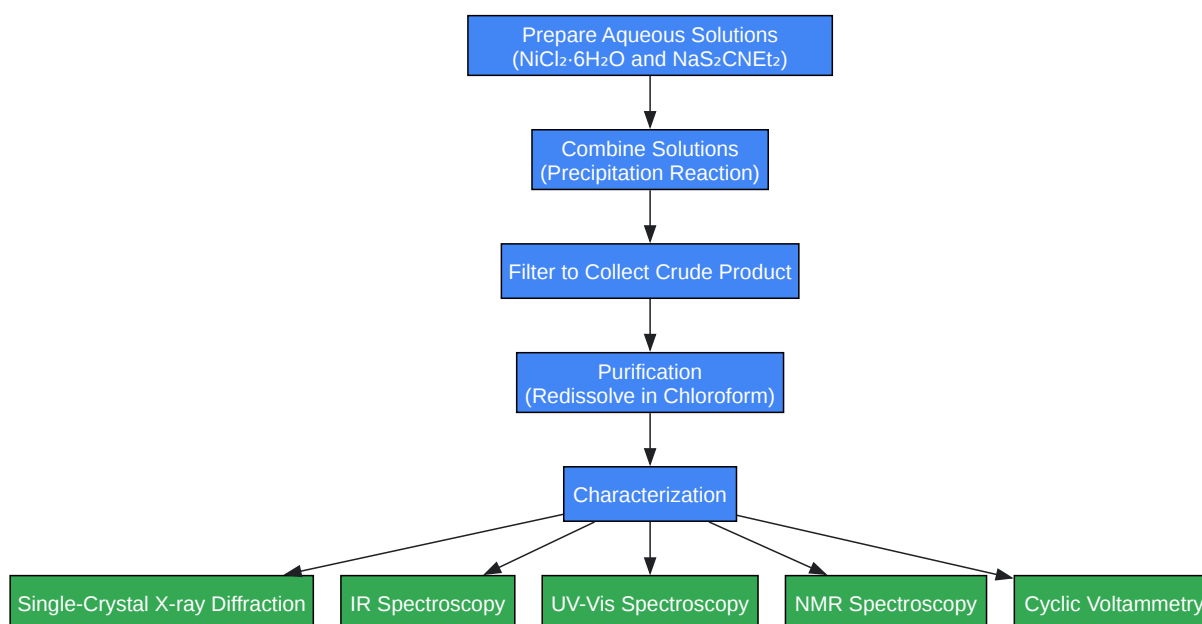 Prepare Aqueous Solutions
(NiCl₂·6H₂O and NaS₂CNEt₂)
Combine Solutions
(Precipitation Reaction)
Filter to Collect Crude Product
Purification
(Redissolve in Chloroform)
Characterization
Single-Crystal X-ray Diffraction
IR Spectroscopy
UV-Vis Spectroscopy
NMR Spectroscopy
Cyclic Voltammetry